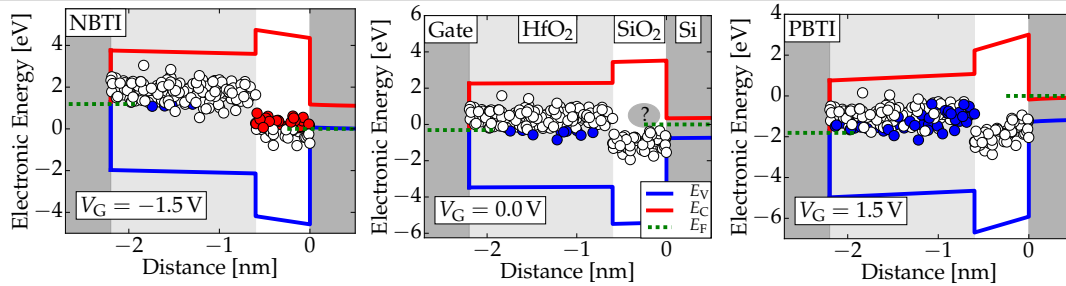 NBTI
Electronic Energy [eV]
4
2
0
−2
−4
V_G = −1.5 V
−2
−1
0
Distance [nm]
Gate
HfO₂
SiO₂
Si
Electronic Energy [eV]
6
4
2
0
−2
−4
−6
?
V_G = 0.0 V
E_V
E_C
E_F
−2
−1
0
Distance [nm]
PBTI
Electronic Energy [eV]
4
2
0
−2
−4
−6
V_G = 1.5 V
−2
−1
0
Distance [nm]